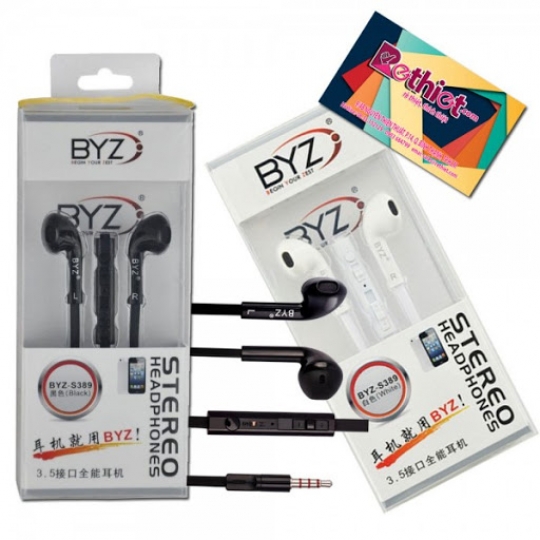 BYZ
BEGIN YOUR ZEST
BYZ
BYZ
L
BYZ
R
BYZ-S389
黑色(Black)
耳机就用BYZ!
3.5接口全能耳机
STEREO
HEADPHONES
BYZ
BEGIN YOUR ZEST
BYZ
BYZ-S389
白色(White)
耳机就用BYZ!
3.5接口全能耳机
STEREO
HEADPHONES
BYZ
L
BYZ
Rethiet.com